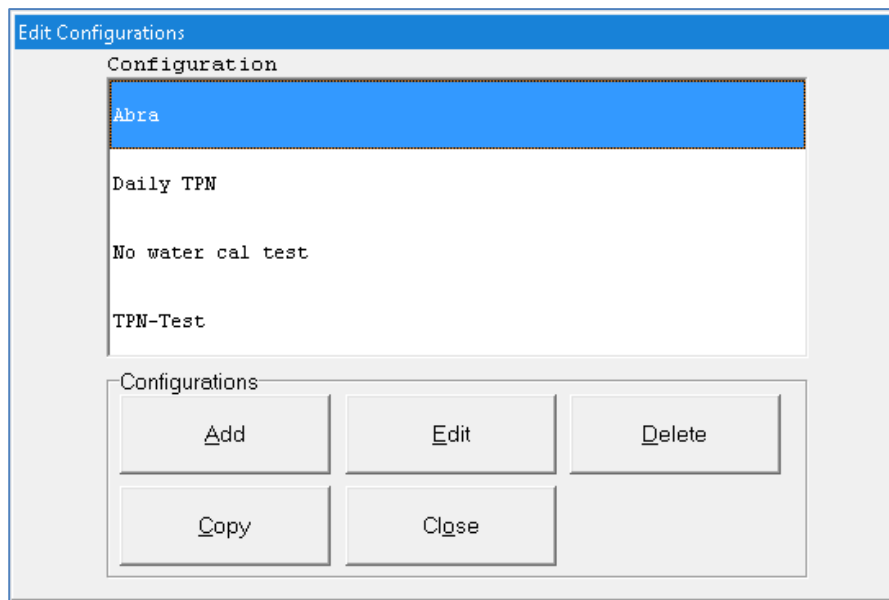 Edit Configurations
Configuration
Abra
Daily TPN
No water cal test
TPN-Test
Configurations
Add Edit Delete
Copy Close